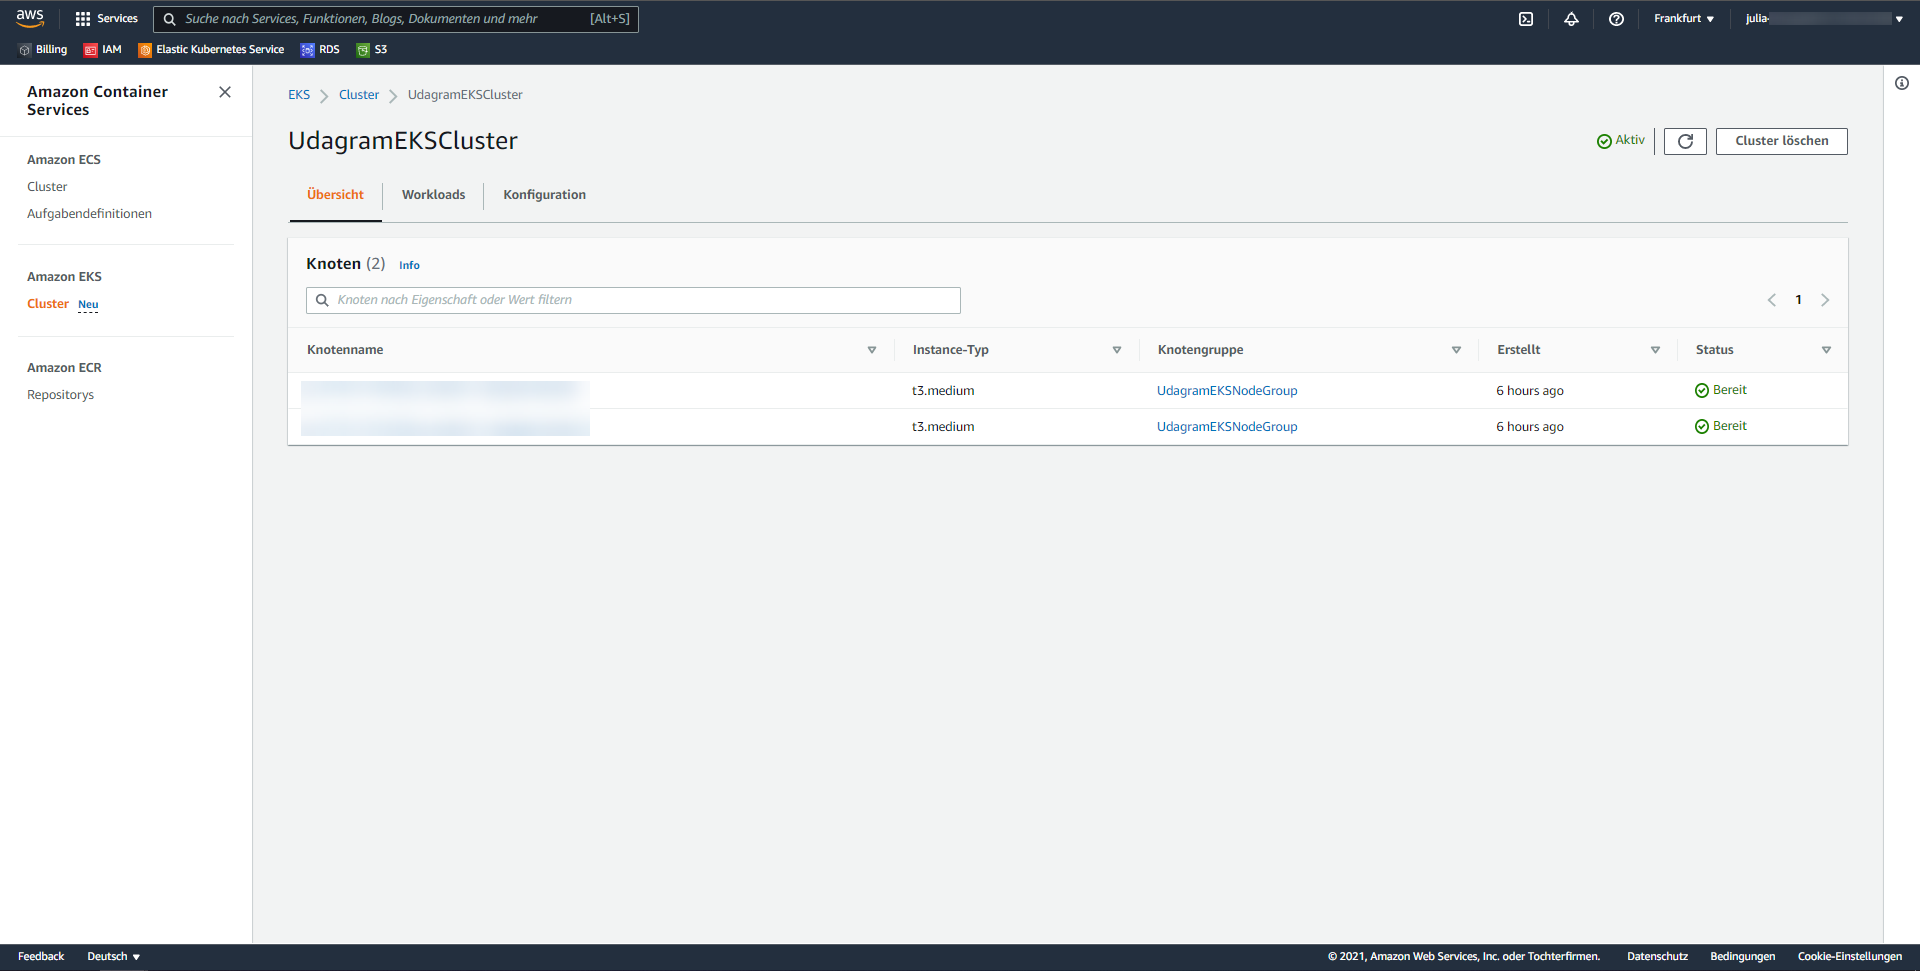 aws
Services
Suche nach Services, Funktionen, Blogs, Dokumenten und mehr [Alt+S]
Frankfurt
julia-
Billing IAM Elastic Kubernetes Service RDS S3
Amazon Container Services
Amazon ECS
Cluster
Aufgabendefinitionen
Amazon EKS
Cluster Neu
Amazon ECR
Repositorys
EKS Cluster UdagramEKSCluster
UdagramEKSCluster
Aktiv
Cluster löschen
Übersicht Workloads Konfiguration
Knoten (2) Info
Knoten nach Eigenschaft oder Wert filtern
1
Knotenname Instance-Typ Knotengruppe Erstellt Status
t3.medium UdagramEKSNodeGroup 6 hours ago Bereit
t3.medium UdagramEKSNodeGroup 6 hours ago Bereit
Feedback Deutsch
© 2021, Amazon Web Services, Inc. oder Tochterfirmen. Datenschutz Bedingungen Cookie-Einstellungen